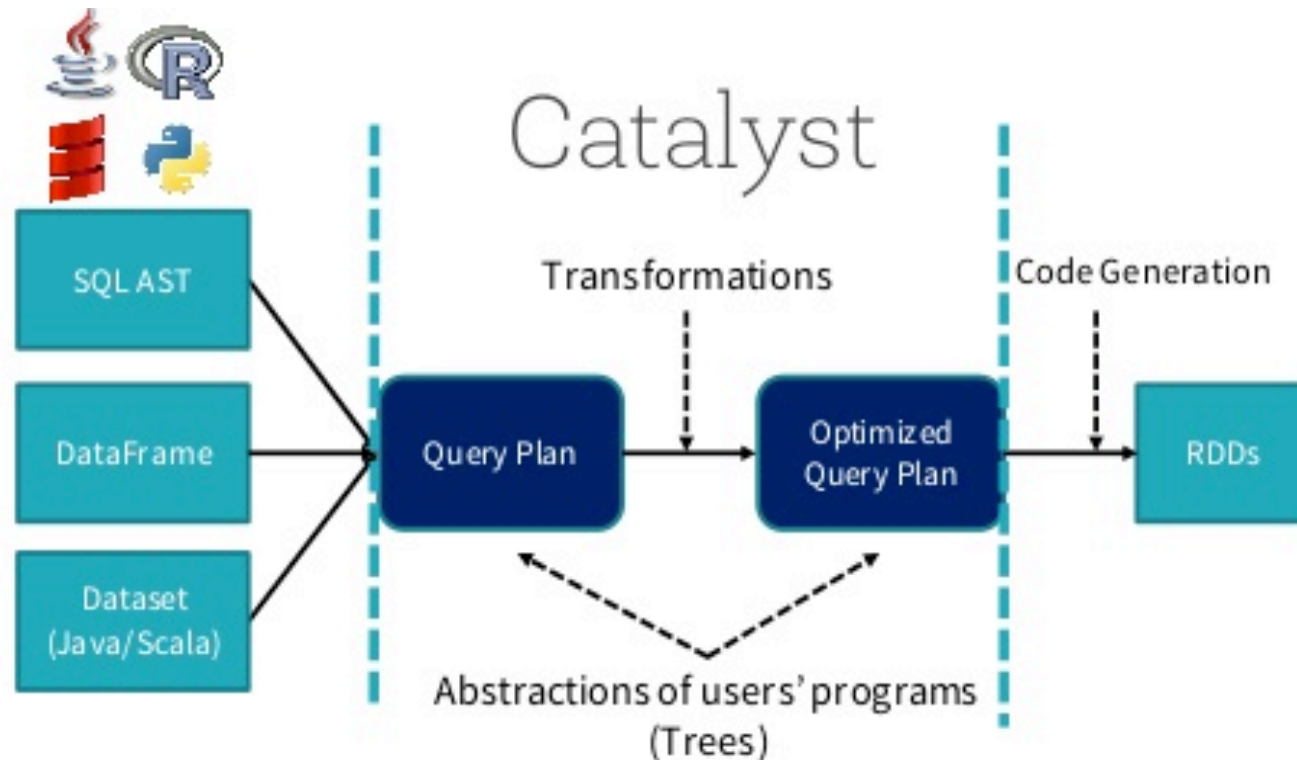 R
Catalyst
SQL AST
Transformations
Code Generation
DataFrame
Query Plan
Optimized
Query Plan
RDDs
Dataset
(Java/Scala)
Abstractions of users' programs
(Trees)